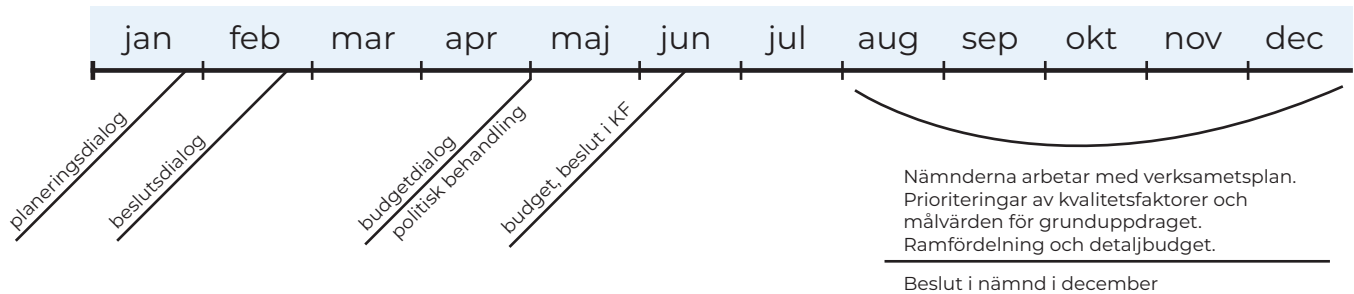 jan feb mar apr maj jun jul aug sep okt nov dec
planeringsdialog
beslutsdialog
budgetdialog
politisk behandling
budget, beslut i KF
Nämnderna arbetar med verksametsplan.
Prioriteringar av kvalitetsfaktorer och
målvärden för grunduppdraget.
Ramfördelning och detaljbudget.
Beslut i nämnd i december